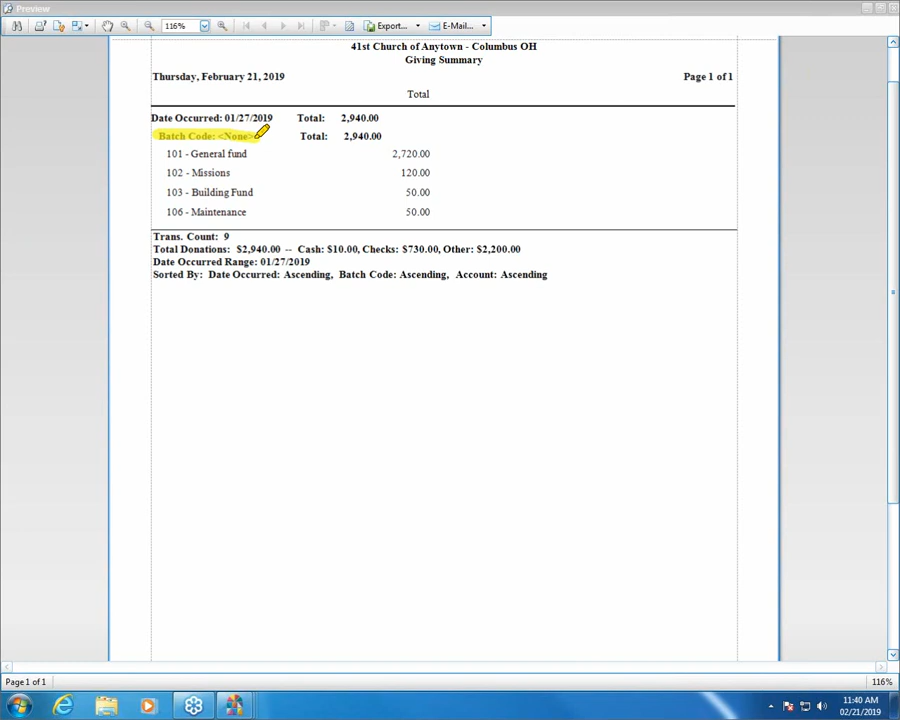 Preview
116%
Export...
E-Mail...
41st Church of Anytown - Columbus OH
Giving Summary
Thursday, February 21, 2019 Page 1 of 1
Total
Date Occurred: 01/27/2019 Total: 2,940.00
Batch Code: <None> Total: 2,940.00
101 - General fund 2,720.00
102 - Missions 120.00
103 - Building Fund 50.00
106 - Maintenance 50.00
Trans. Count: 9
Total Donations: $2,940.00 -- Cash: $10.00, Checks: $730.00, Other: $2,200.00
Date Occurred Range: 01/27/2019
Sorted By: Date Occurred: Ascending, Batch Code: Ascending, Account: Ascending
Page 1 of 1 116%
11:40 AM
02/21/2019